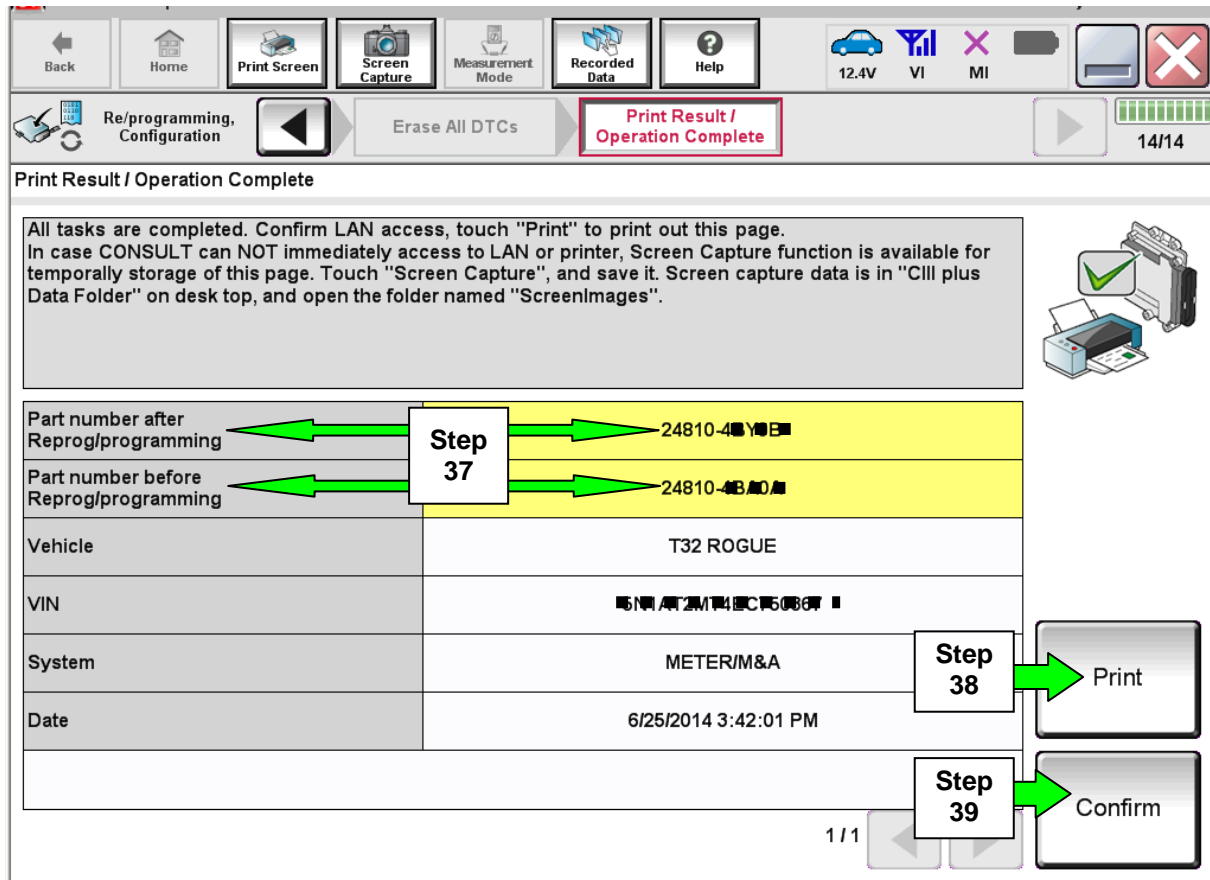 Back
Home
Print Screen
Screen
Capture
Measurement
Mode
Recorded
Data
Help
12.4V
VI
MI
Re/programming,
Configuration
Erase All DTCs
Print Result /
Operation Complete
14/14
Print Result / Operation Complete
All tasks are completed. Confirm LAN access, touch "Print" to print out this page.
In case CONSULT can NOT immediately access to LAN or printer, Screen Capture function is available for
temporally storage of this page. Touch "Screen Capture", and save it. Screen capture data is in "CIII plus
Data Folder" on desk top, and open the folder named "ScreenImages".
Part number after
Reprog/programming
Step
37
24810-
Part number before
Reprog/programming
24810-
Vehicle
T32 ROGUE
VIN
System
METER/M&A
Step
38
Print
Date
6/25/2014 3:42:01 PM
Step
39
Confirm
1/1